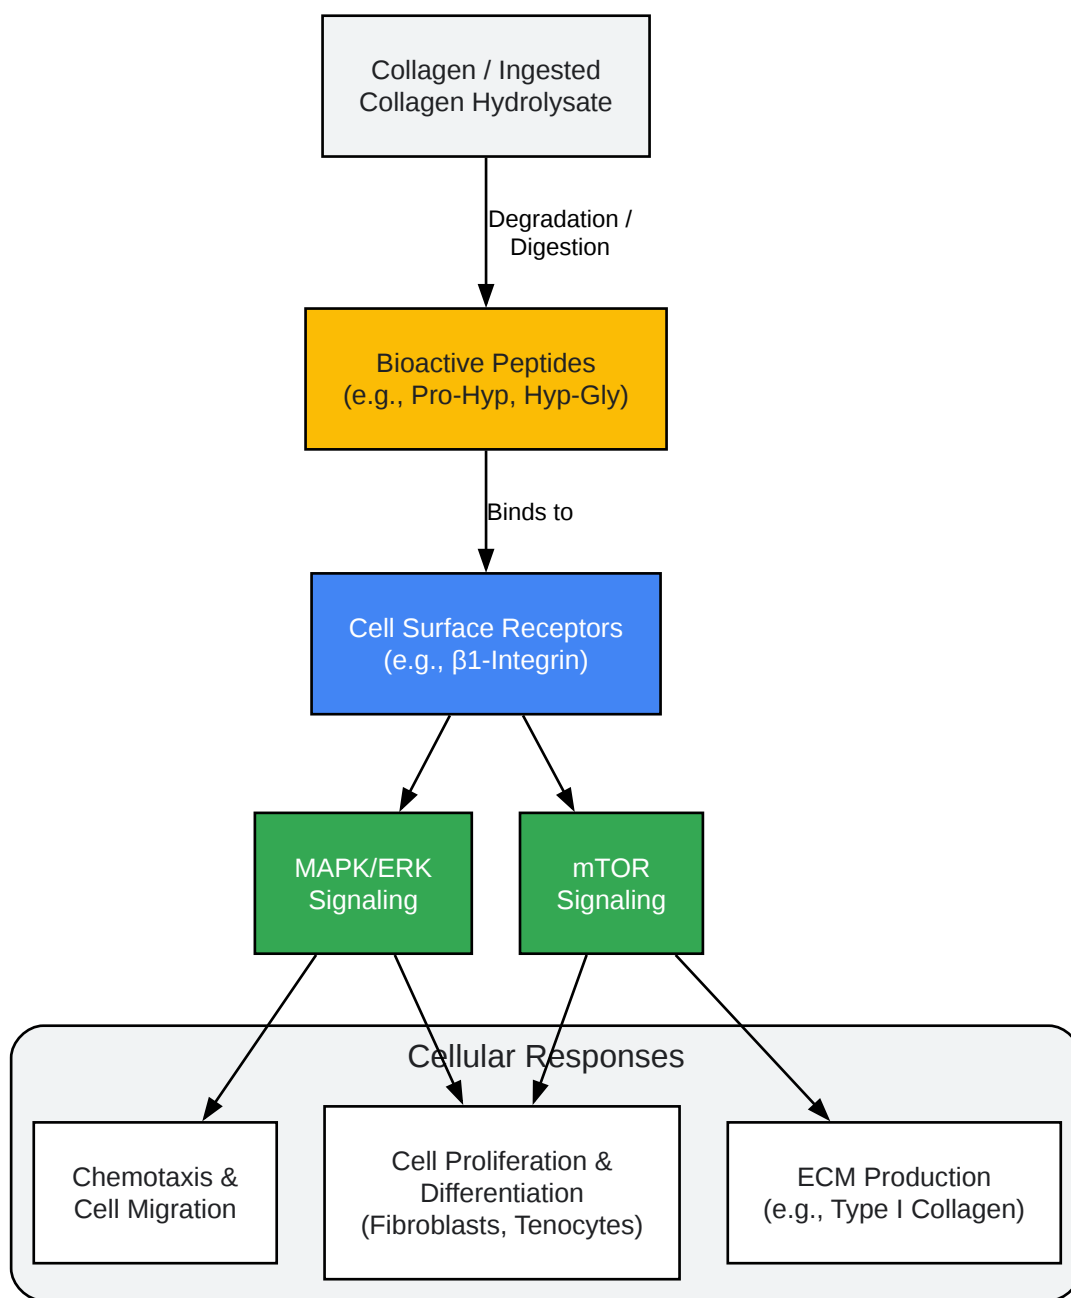 Collagen / Ingested
Collagen Hydrolysate
Degradation /
Digestion
Bioactive Peptides
(e.g., Pro-Hyp, Hyp-Gly)
Binds to
Cell Surface Receptors
(e.g., β1-Integrin)
MAPK/ERK
Signaling
mTOR
Signaling
Cellular Responses
Chemotaxis &
Cell Migration
Cell Proliferation &
Differentiation
(Fibroblasts, Tenocytes)
ECM Production
(e.g., Type I Collagen)